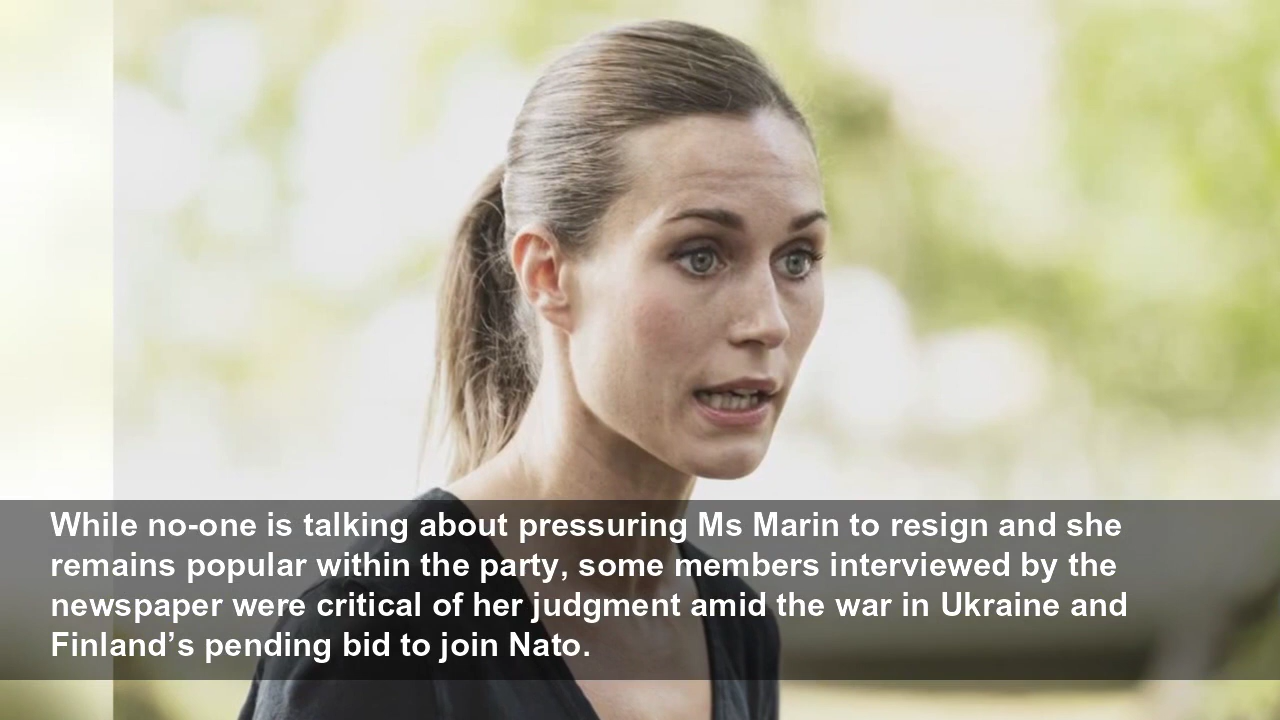 While no-one is talking about pressuring Ms Marin to resign and she
remains popular within the party, some members interviewed by the
newspaper were critical of her judgment amid the war in Ukraine and
Finland’s pending bid to join Nato.